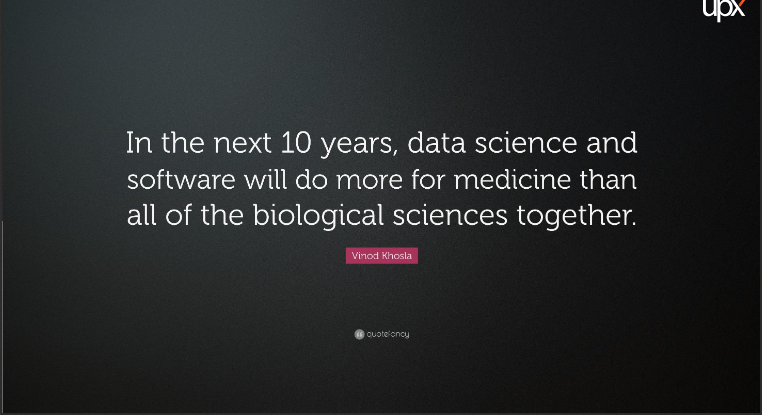 upx
In the next 10 years, data science and
software will do more for medicine than
all of the biological sciences together.
Vinod Khosla
quotefancy